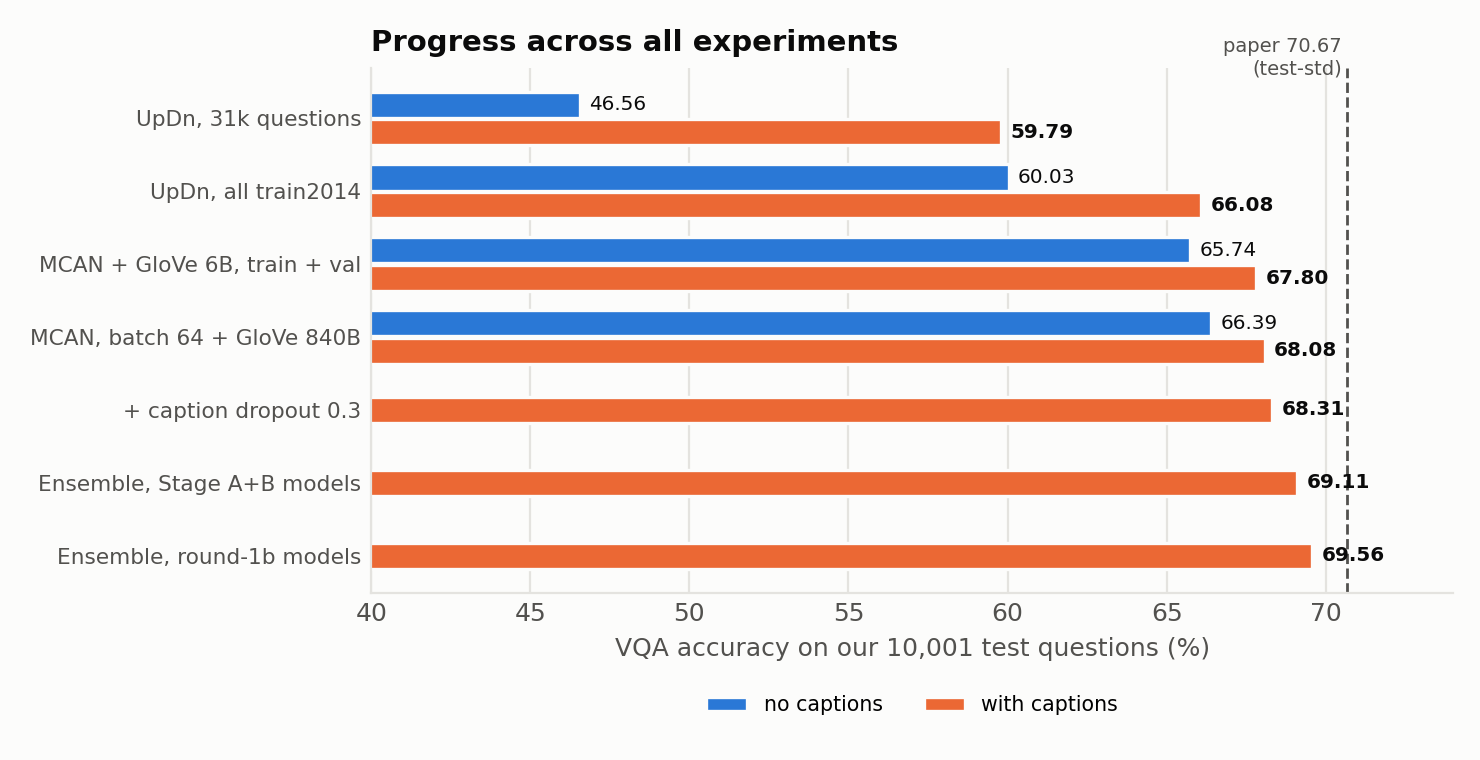 Progress across all experiments
paper 70.67
(test-std)
UpDn, 31k questions
46.56
59.79
UpDn, all train2014
60.03
66.08
MCAN + GloVe 6B, train + val
65.74
67.80
MCAN, batch 64 + GloVe 840B
66.39
68.08
+ caption dropout 0.3
68.31
Ensemble, Stage A+B models
69.11
Ensemble, round-1b models
69.56
40 45 50 55 60 65 70
VQA accuracy on our 10,001 test questions (%)
no captions with captions